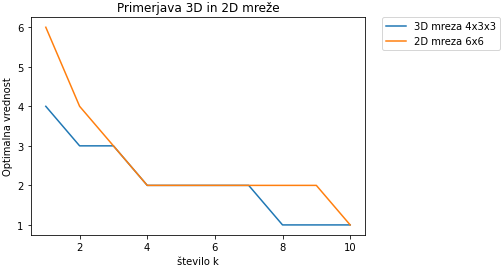 Primerjava 3D in 2D mreže
3D mreza 4x3x3
2D mreza 6x6
Optimalna vrednost
6
5
4
3
2
1
2
4
6
8
10
število k